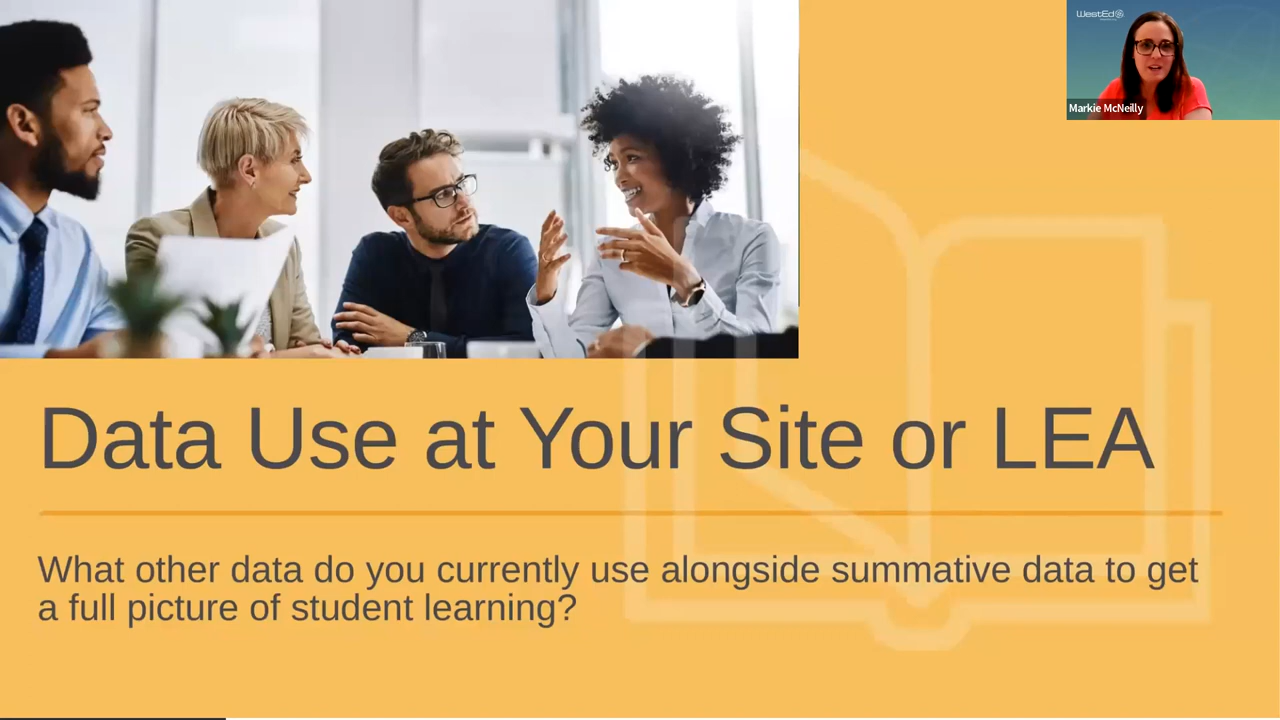 WestEd
Markie McNeilly
Data Use at Your Site or LEA
What other data do you currently use alongside summative data to get
a full picture of student learning?